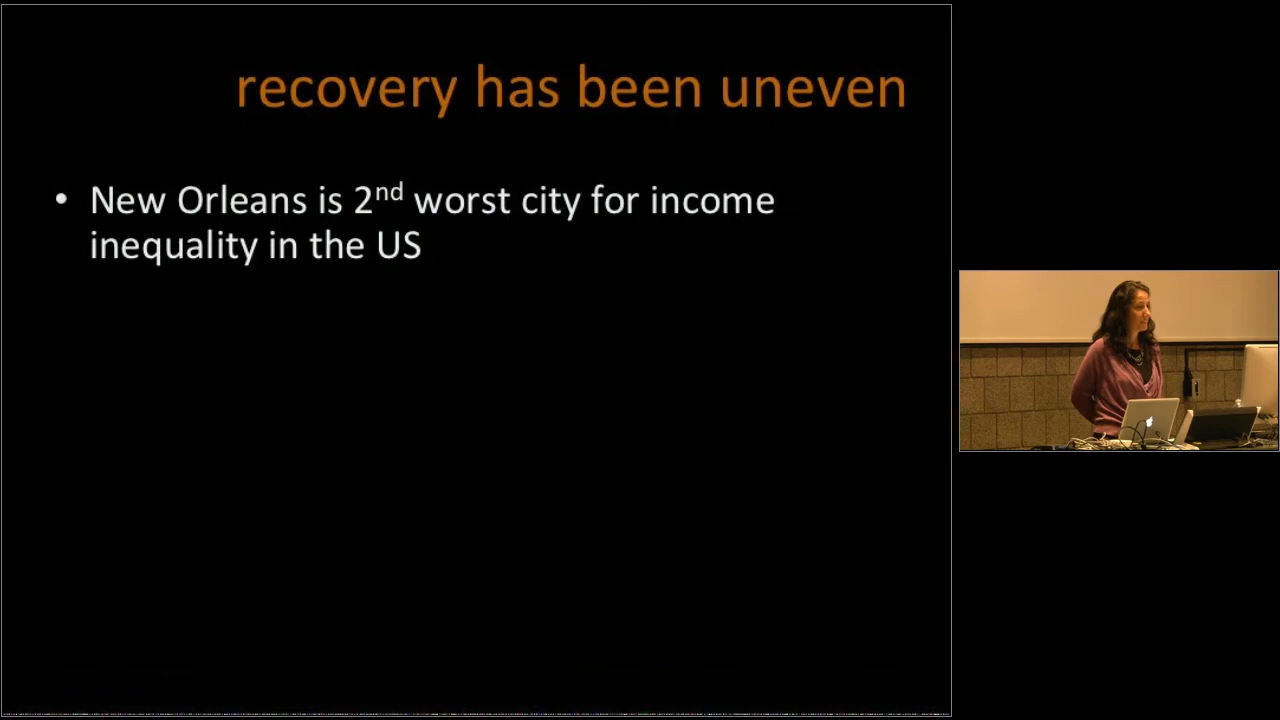 recovery has been uneven
• New Orleans is 2nd worst city for income
inequality in the US